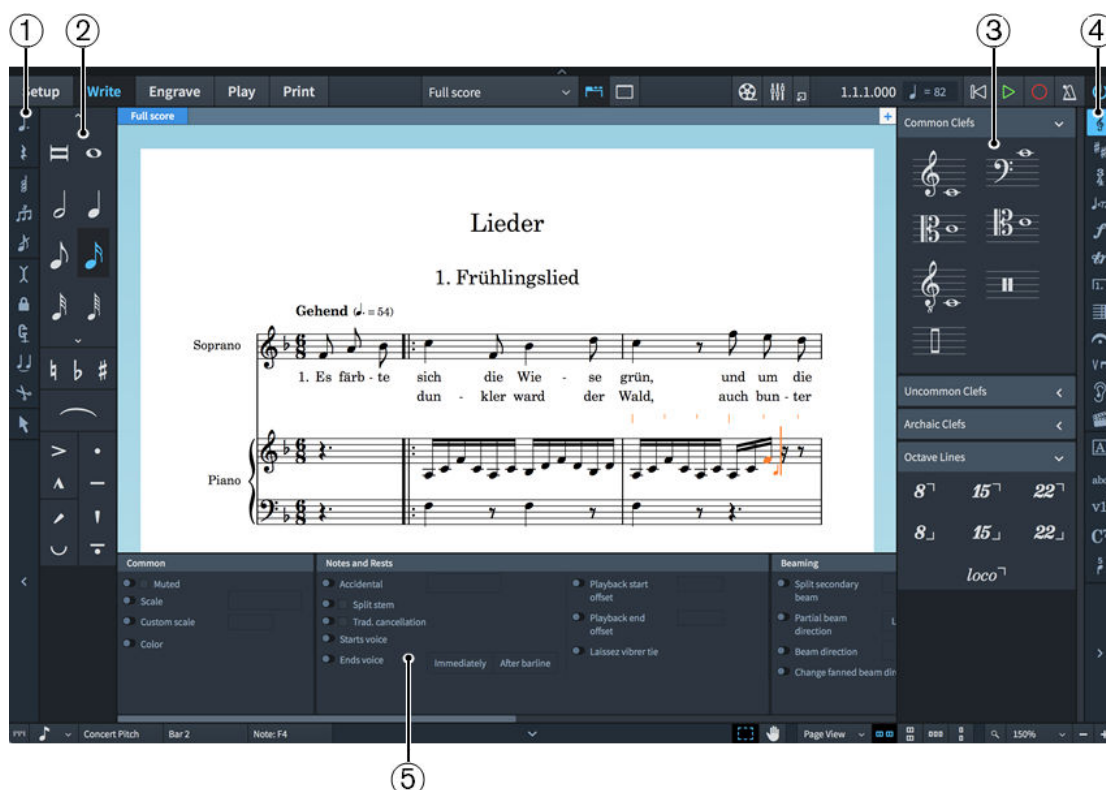 ① ② ③ ④
Setup Write Engrave Play Print Full score 1.1.1.000 = 82
Full score
Common Clefs
Lieder
1. Frühlingslied
Gehend (♩. = 54)
Soprano
1. Es färb - te sich die Wie - se grün, und um die
dun - kler ward der Wald, auch bun - ter
Piano
Uncommon Clefs
Archaic Clefs
Octave Lines
8 15 22
8 15 22
loco
Common
Muted
Scale
Custom scale
Color
Notes and Rests
Accidental
Split stem
Trad. cancellation
Starts voice
Ends voice
Immediately After barline
Playback start
offset
Playback end
offset
Laissez vibrer tie
Beaming
Split secondary
beam
Partial beam
direction L
Beam direction
Change fanned beam dir
Concert Pitch Bar 2 Note: F4 Page View 150%
⑤